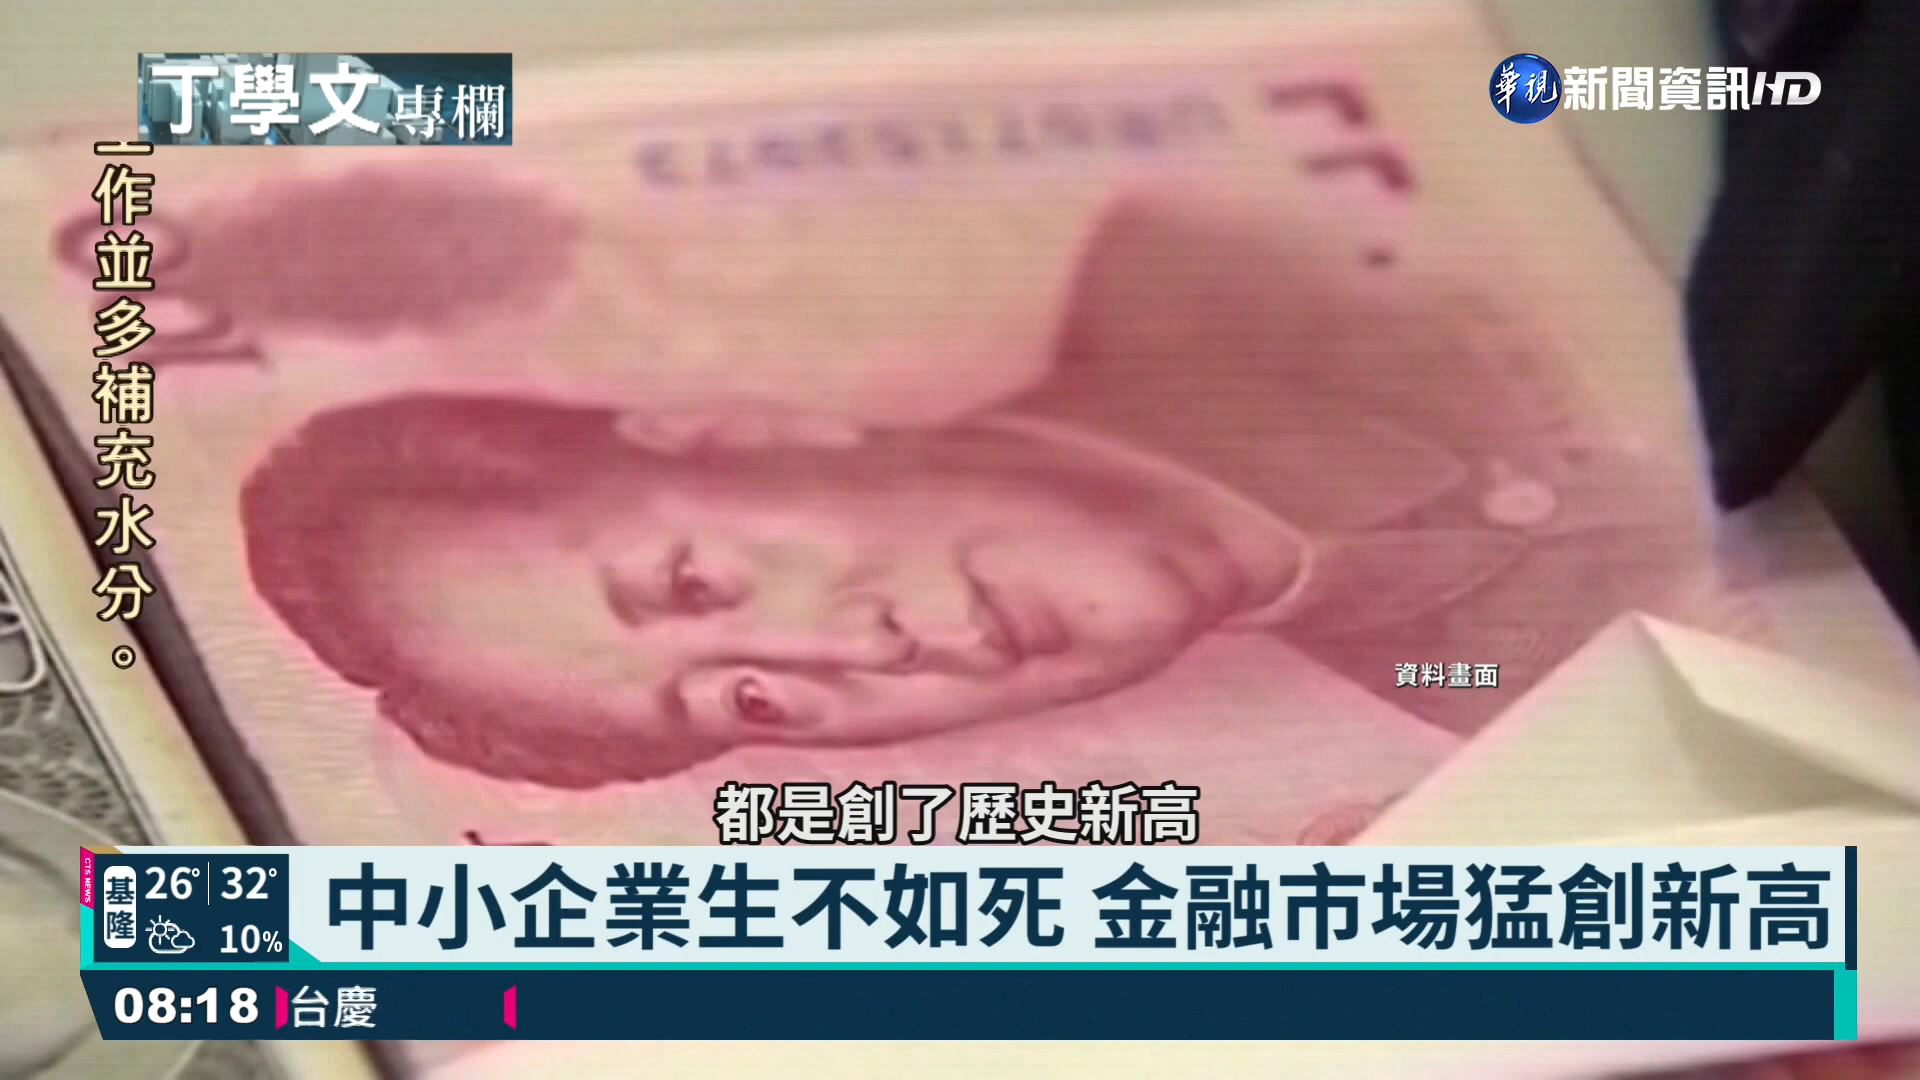 丁學文專欄
華視新聞資訊HD
作並多補充水分。
資料畫面
都是創了歷史新高
CTS NEWS
基隆
26° 32°
10%
中小企業生不如死 金融市場猛創新高
08:18
台慶